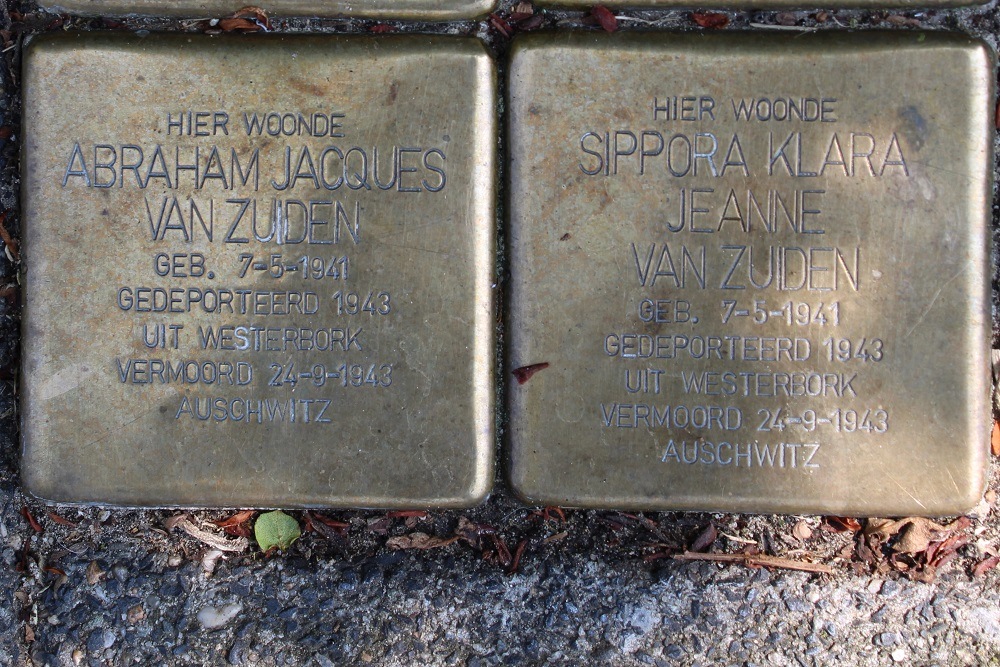 HIER WOONDE
ABRAHAM JACQUES
VAN ZUIDEN
GEB. 7-5-1941
GEDEPORTEERD 1943
UIT WESTERBORK
VERMOORD 24-9-1943
AUSCHWITZ
HIER WOONDE
SIPPORA KLARA
JEANNE
VAN ZUIDEN
GEB. 7-5-1941
GEDEPORTEERD 1943
UIT WESTERBORK
VERMOORD 24-9-1943
AUSCHWITZ